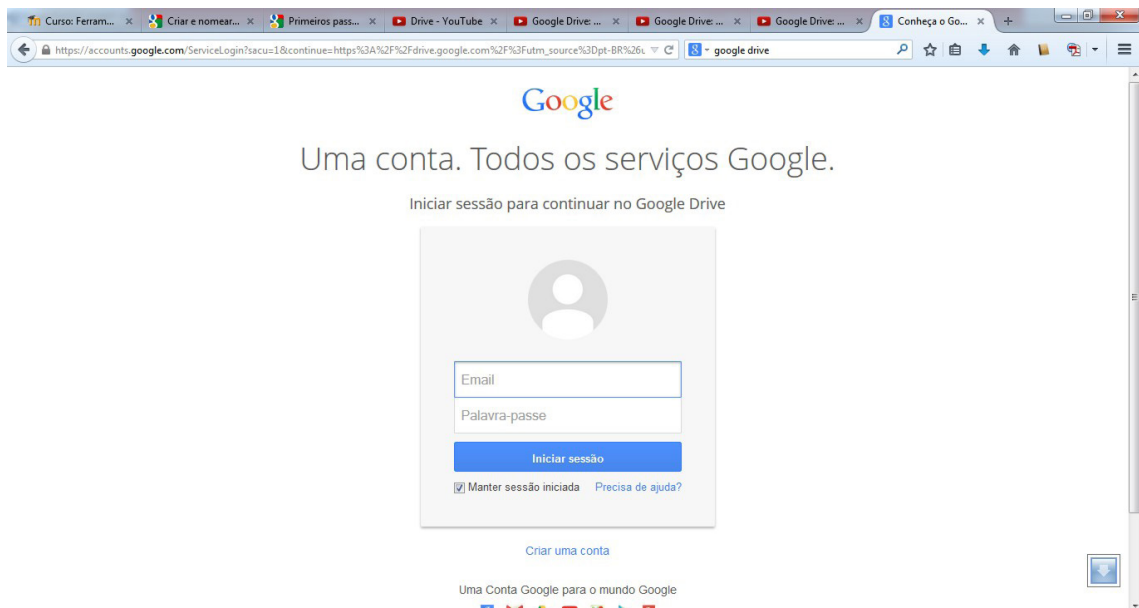 Curso: Ferram...
Criar e nomear...
Primeiros pass...
Drive - YouTube
Google Drive: ...
Google Drive: ...
Google Drive: ...
Conheça o Go...
https://accounts.google.com/ServiceLogin?sacu=1&continue=https%3A%2F%2Fdrive.google.com%2F%3Futm_source%3Dpt-BR%26u
google drive
Google
Uma conta. Todos os serviços Google.
Iniciar sessão para continuar no Google Drive
Email
Palavra-passe
Iniciar sessão
Manter sessão iniciada Precisa de ajuda?
Criar uma conta
Uma Conta Google para o mundo Google